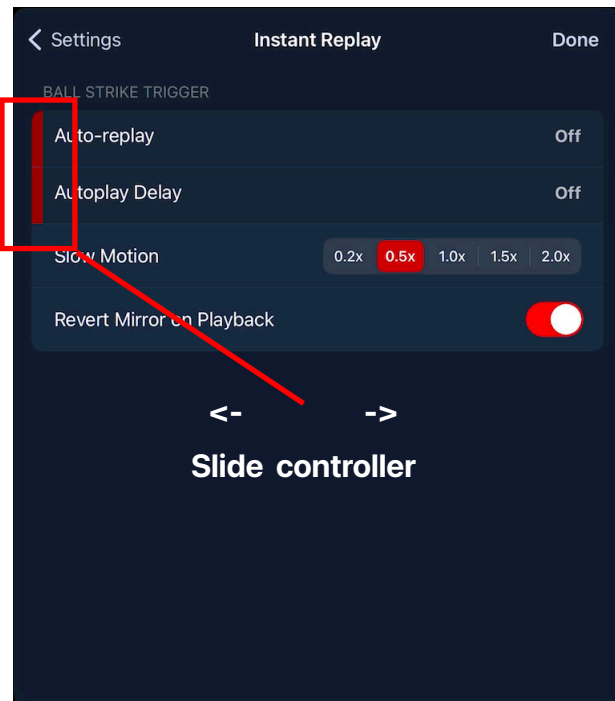 Settings Instant Replay Done
BALL STRIKE TRIGGER
Auto-replay Off
Autoplay Delay Off
Slow Motion 0.2x 0.5x 1.0x 1.5x 2.0x
Revert Mirror on Playback
<- ->
Slide controller